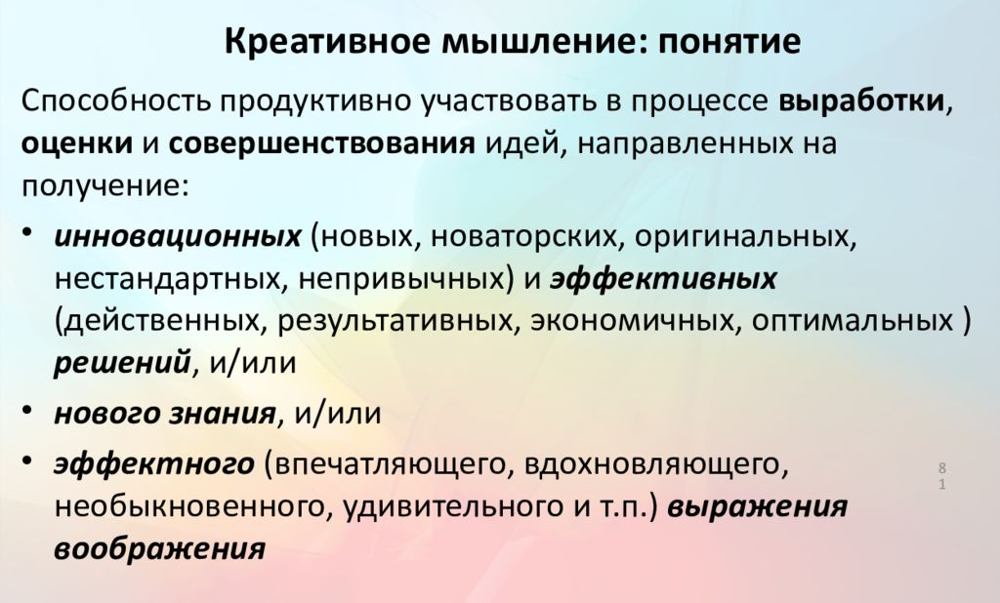 Креативное мышление: понятие
Способность продуктивно участвовать в процессе выработки,
оценки и совершенствования идей, направленных на
получение:
• инновационных (новых, новаторских, оригинальных,
нестандартных, непривычных) и эффективных
(действенных, результативных, экономичных, оптимальных )
решений, и/или
• нового знания, и/или
• эффектного (впечатляющего, вдохновляющего,
необыкновенного, удивительного и т.п.) выражения
воображения
8
1